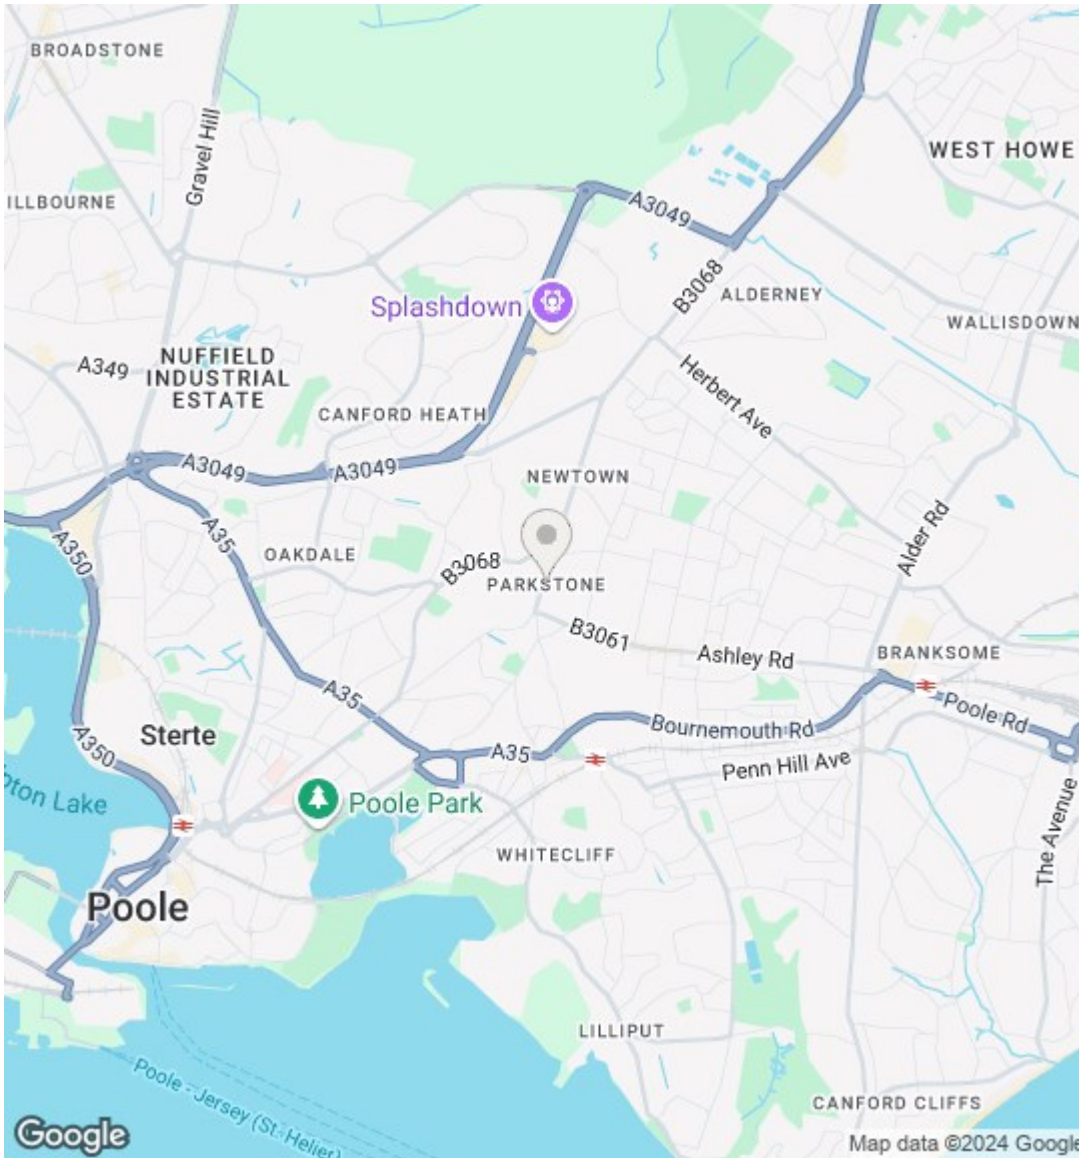 BROADSTONE
Gravel Hill
WEST HOWE
ILLBOURNE
A3049
B3068
ALDERNEY
Splashdown
WALLISDOWN
NUFFIELD
INDUSTRIAL
ESTATE
A349
Herbert Ave
CANFORD HEATH
A3049
A3049
NEWTOWN
A35
Alder Rd
A350
OAKDALE
B3068
PARKSTONE
B3061
Ashley Rd
BRANKSOME
A35
Poole Rd
Sterte
A350
A35
Bournemouth Rd
Penn Hill Ave
oton Lake
Poole Park
The Avenue
WHITECLIFF
Poole
LILLIPUT
Poole - Jersey (St. Helier)
CANFORD CLIFFS
Google
Map data ©2024 Google